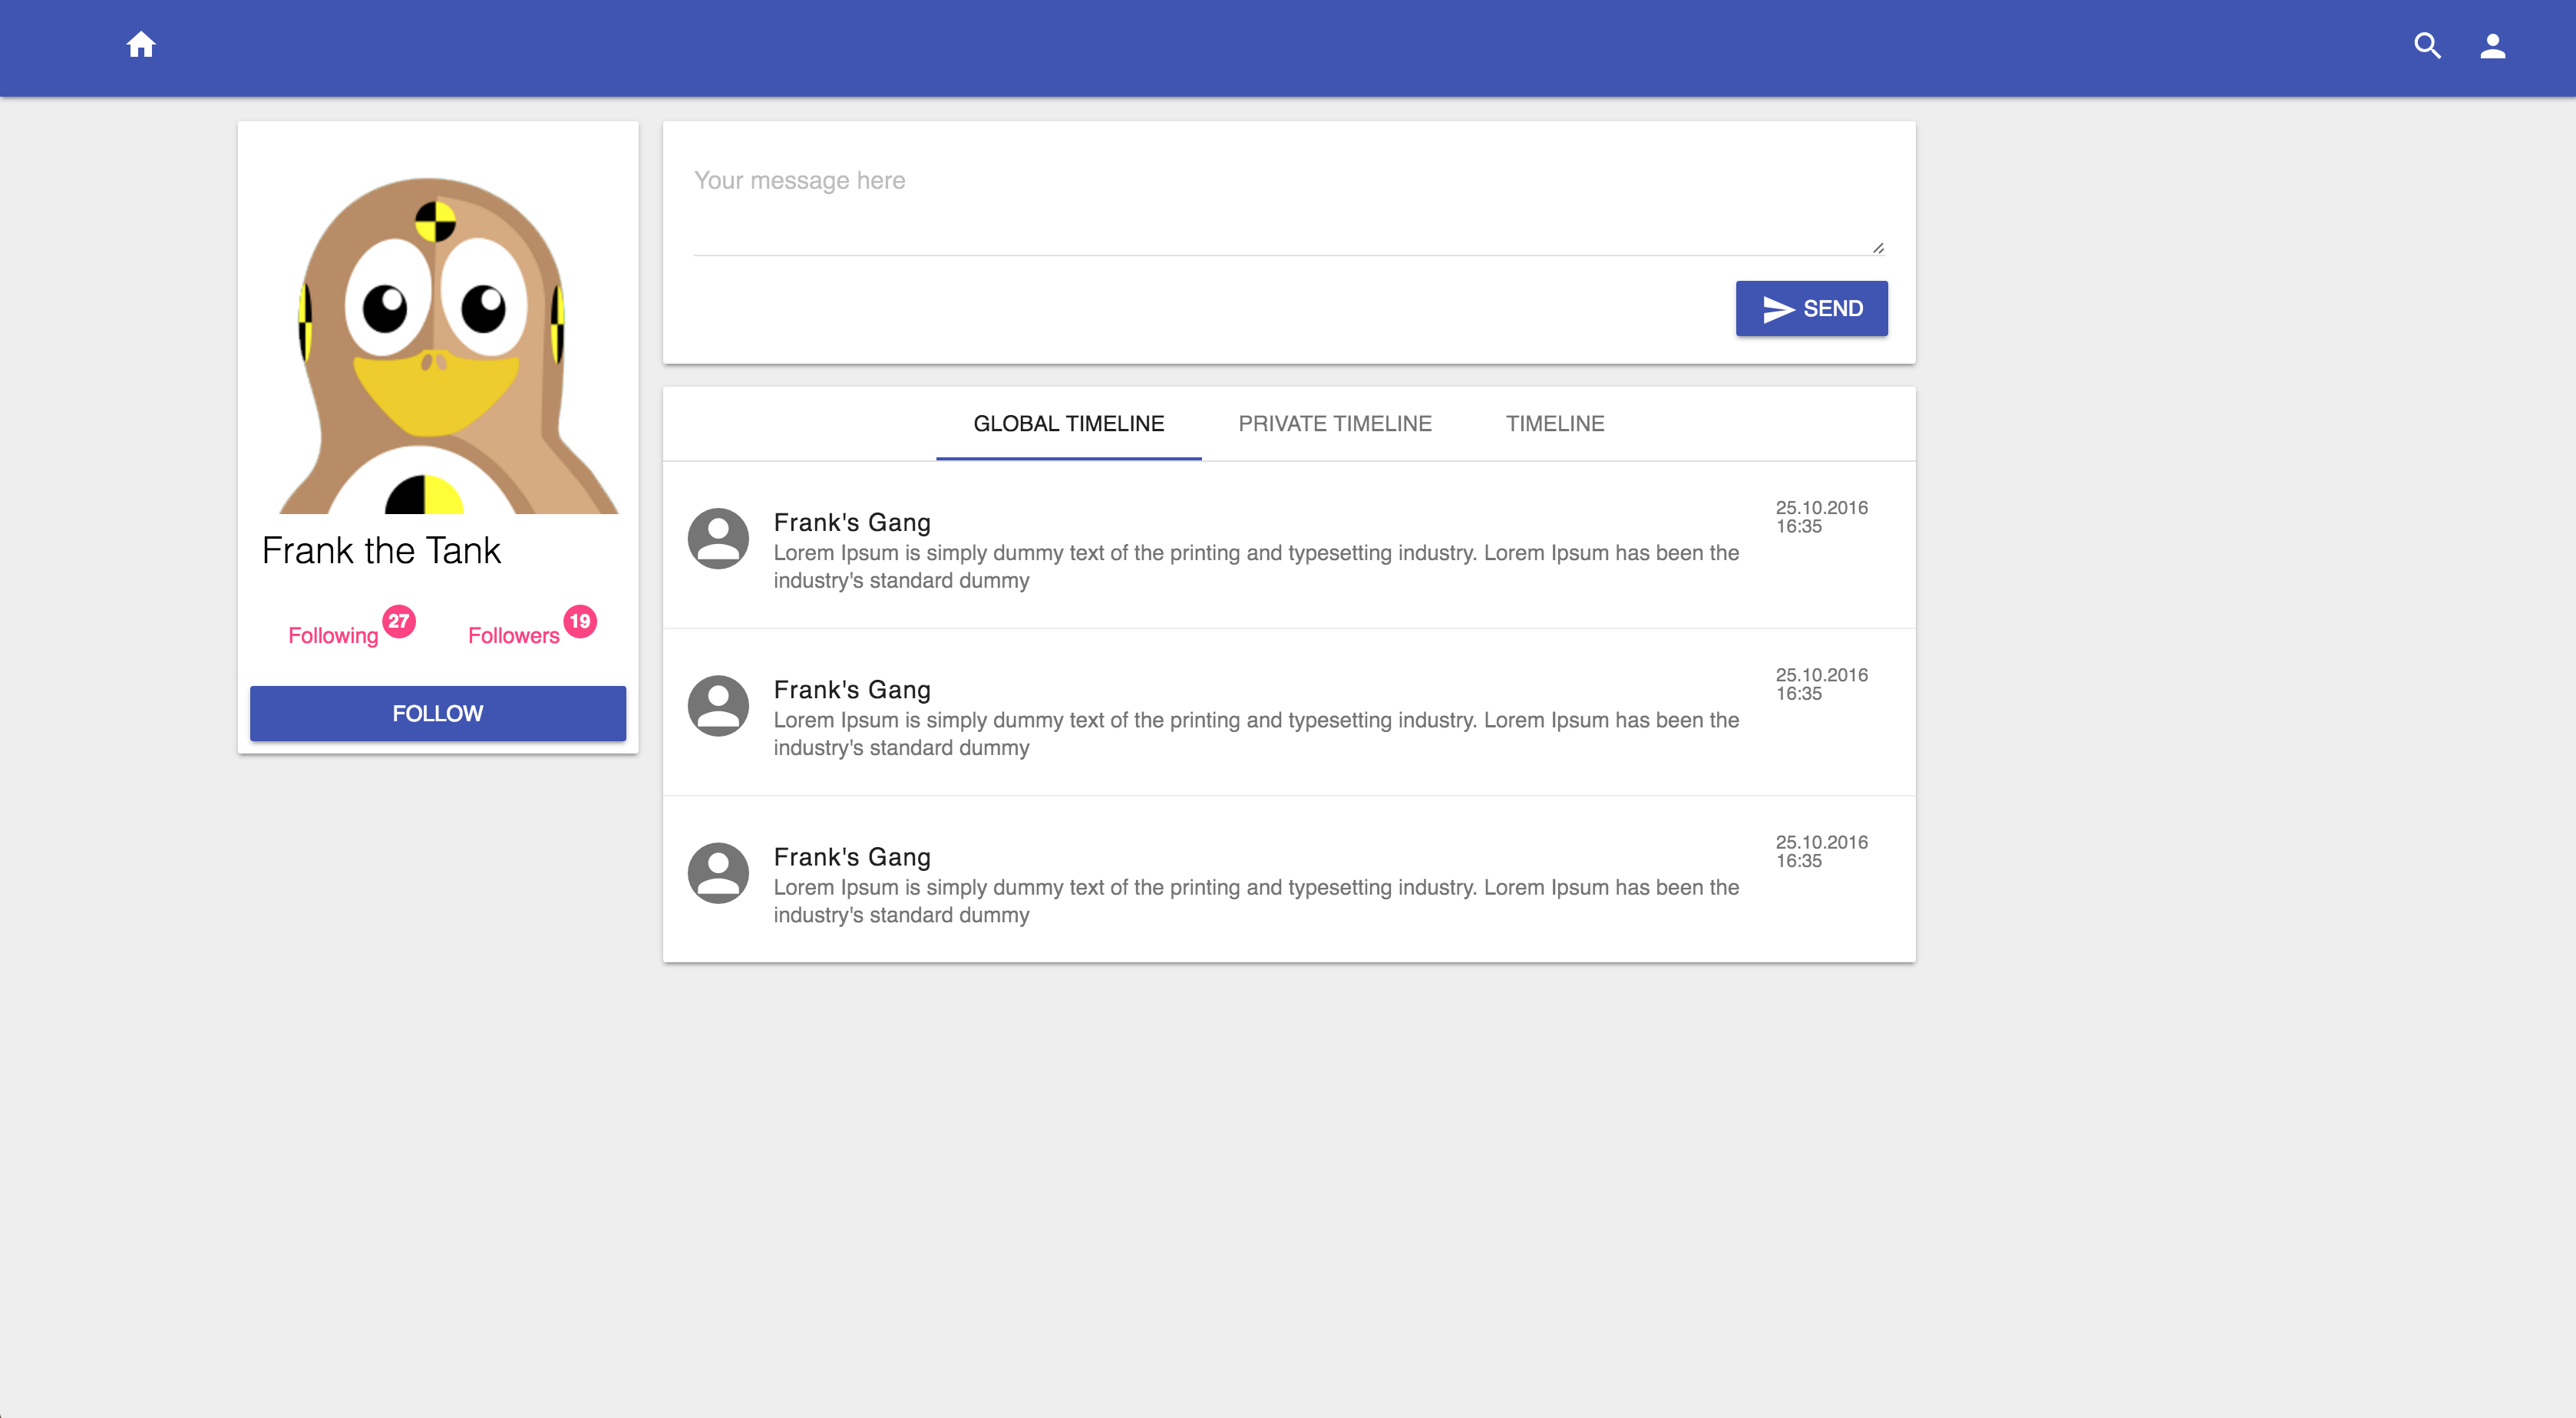 Your message here
SEND
Frank the Tank
Following 27
Followers 19
FOLLOW
GLOBAL TIMELINE
PRIVATE TIMELINE
TIMELINE
Frank's Gang
Lorem Ipsum is simply dummy text of the printing and typesetting industry. Lorem Ipsum has been the
industry's standard dummy
25.10.2016
16:35
Frank's Gang
Lorem Ipsum is simply dummy text of the printing and typesetting industry. Lorem Ipsum has been the
industry's standard dummy
25.10.2016
16:35
Frank's Gang
Lorem Ipsum is simply dummy text of the printing and typesetting industry. Lorem Ipsum has been the
industry's standard dummy
25.10.2016
16:35